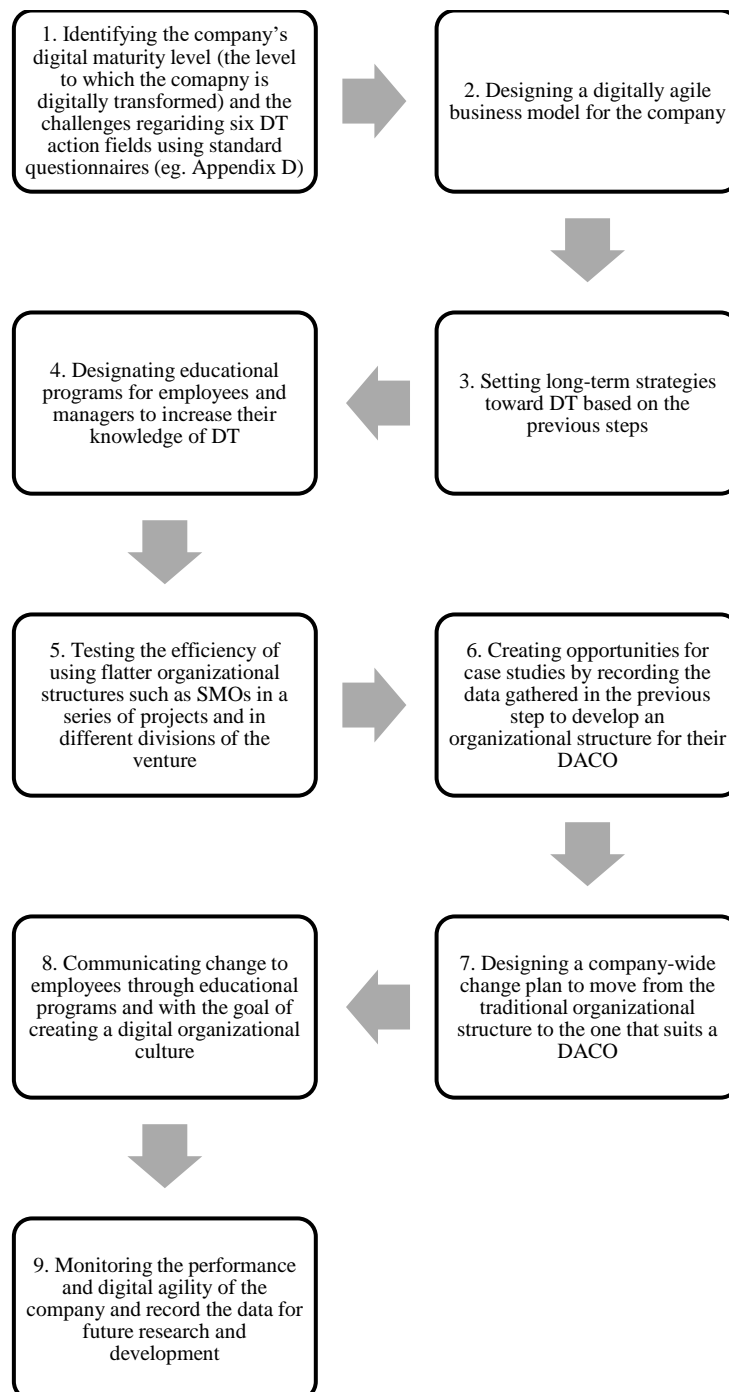 1. Identifying the company's
digital maturity level (the level
to which the comapny is
digitally transformed) and the
challenges regariding six DT
action fields using standard
questionnaires (eg. Appendix D)
2. Designing a digitally agile
business model for the company
3. Setting long-term strategies
toward DT based on the
previous steps
4. Designating educational
programs for employees and
managers to increase their
knowledge of DT
5. Testing the efficiency of
using flatter organizational
structures such as SMOs in a
series of projects and in
different divisions of the
venture
6. Creating opportunities for
case studies by recording the
data gathered in the previous
step to develop an
organizational structure for their
DACO
7. Designing a company-wide
change plan to move from the
traditional organizational
structure to the one that suits a
DACO
8. Communicating change to
employees through educational
programs and with the goal of
creating a digital organizational
culture
9. Monitoring the performance
and digital agility of the
company and record the data for
future research and
development